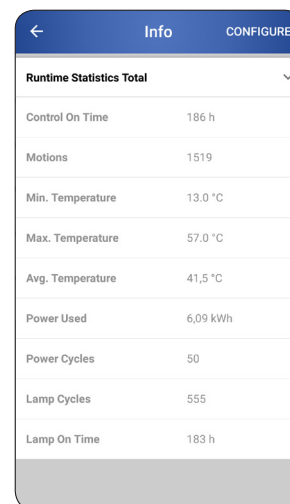 Info CONFIGURE
Runtime Statistics Total
Control On Time 186 h
Motions 1519
Min. Temperature 13.0 °C
Max. Temperature 57.0 °C
Avg. Temperature 41,5 °C
Power Used 6,09 kWh
Power Cycles 50
Lamp Cycles 555
Lamp On Time 183 h